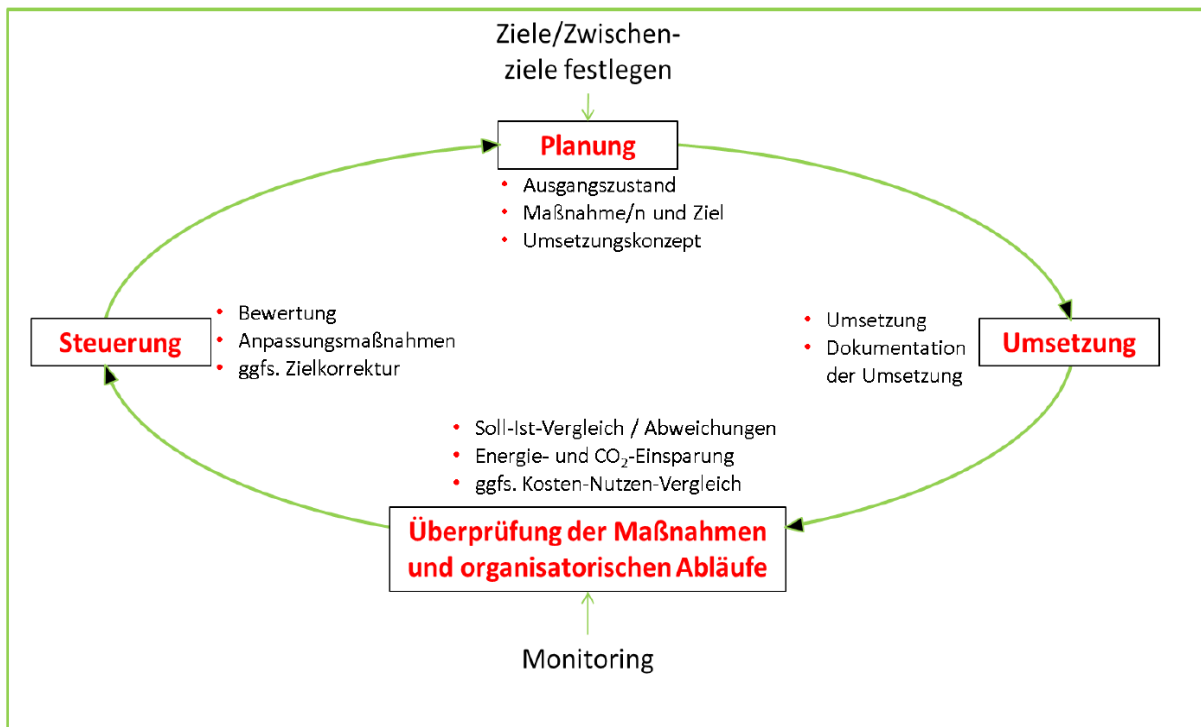 Ziele/Zwischen-
ziele festlegen
Planung
• Ausgangszustand
• Maßnahme/n und Ziel
• Umsetzungskonzept
Steuerung
• Bewertung
• Anpassungsmaßnahmen
• ggfs. Zielkorrektur
• Umsetzung
• Dokumentation
der Umsetzung
Umsetzung
• Soll-Ist-Vergleich / Abweichungen
• Energie- und CO₂-Einsparung
• ggfs. Kosten-Nutzen-Vergleich
Überprüfung der Maßnahmen
und organisatorischen Abläufe
Monitoring